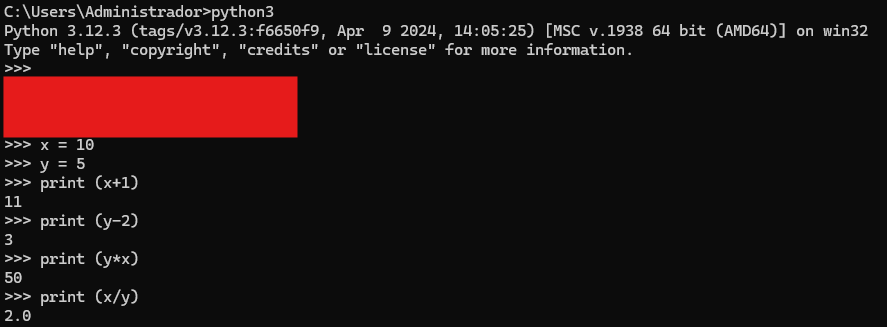 C:\Users\Administrador>python3
Python 3.12.3 (tags/v3.12.3:f6650f9, Apr  9 2024, 14:05:25) [MSC v.1938 64 bit (AMD64)] on win32
Type "help", "copyright", "credits" or "license" for more information.
>>>
>>> x = 10
>>> y = 5
>>> print (x+1)
11
>>> print (y-2)
3
>>> print (y*x)
50
>>> print (x/y)
2.0